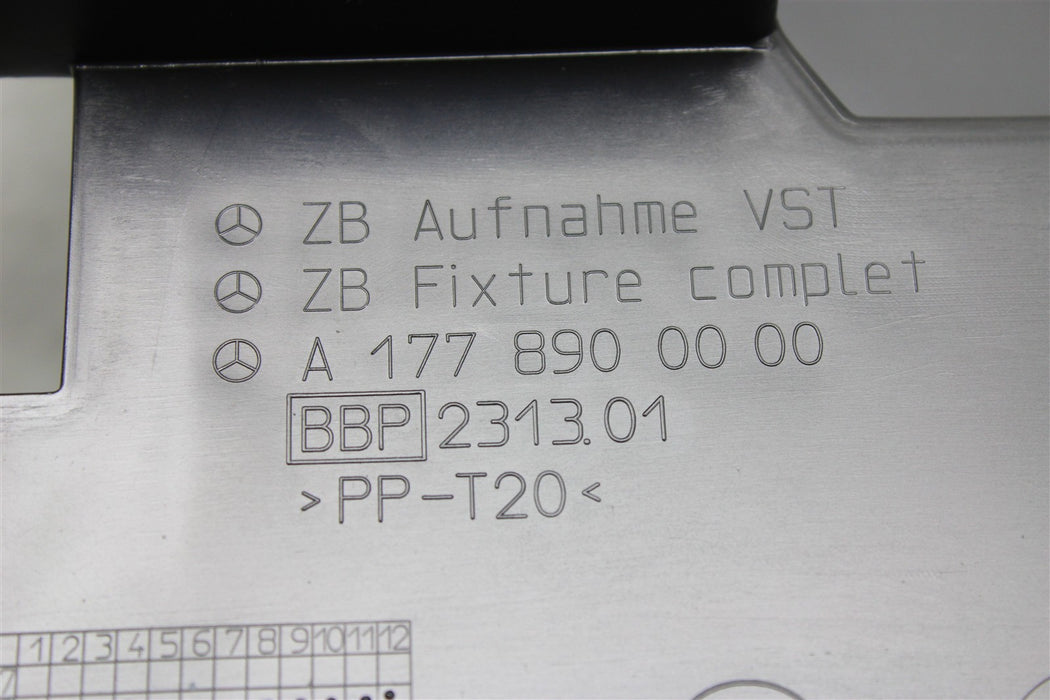 ZB Aufnahme VST
ZB Fixture complet
A 177 890 00 00
BBP 2313.01
>PP-T20<
1 2 3 4 5 6 7 8 9 10 11 12